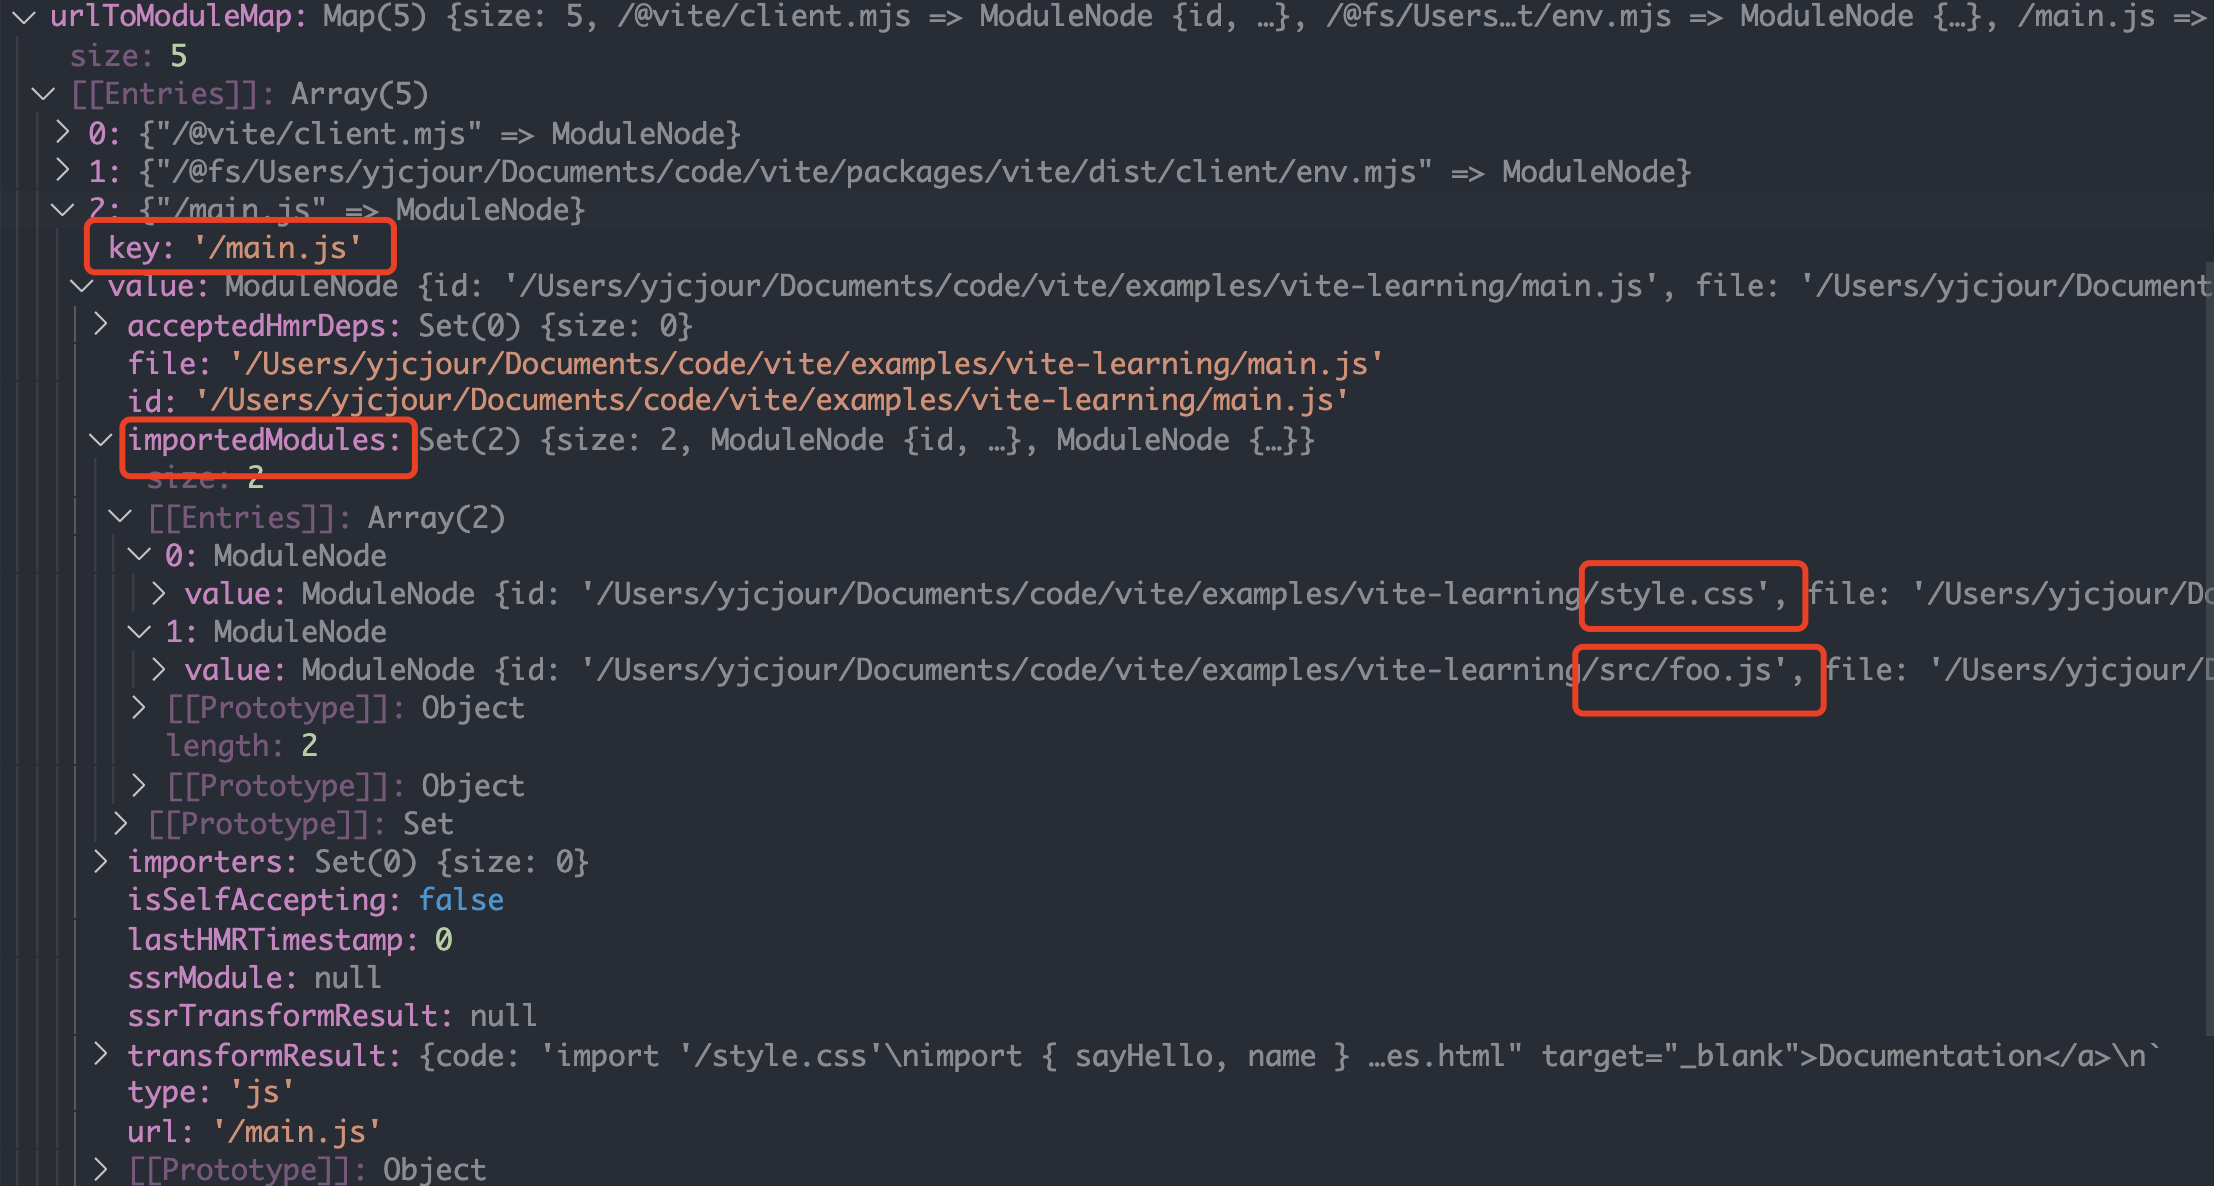 urlToModuleMap: Map(5) {size: 5, /@vite/client.mjs => ModuleNode {id, …}, /@fs/Users…t/env.mjs => ModuleNode {…}, /main.js =>
size: 5
[[Entries]]: Array(5)
0: {"/@vite/client.mjs" => ModuleNode}
1: {"/@fs/Users/yjcjour/Documents/code/vite/packages/vite/dist/client/env.mjs" => ModuleNode}
2: {"/main.js" => ModuleNode}
key: '/main.js'
value: ModuleNode {id: '/Users/yjcjour/Documents/code/vite/examples/vite-learning/main.js', file: '/Users/yjcjour/Document
acceptedHmrDeps: Set(0) {size: 0}
file: '/Users/yjcjour/Documents/code/vite/examples/vite-learning/main.js'
id: '/Users/yjcjour/Documents/code/vite/examples/vite-learning/main.js'
importedModules: Set(2) {size: 2, ModuleNode {id, …}, ModuleNode {…}}
size: 2
[[Entries]]: Array(2)
0: ModuleNode
value: ModuleNode {id: '/Users/yjcjour/Documents/code/vite/examples/vite-learning/style.css', file: '/Users/yjcjour/Do
1: ModuleNode
value: ModuleNode {id: '/Users/yjcjour/Documents/code/vite/examples/vite-learning/src/foo.js', file: '/Users/yjcjour/D
[[Prototype]]: Object
length: 2
[[Prototype]]: Object
[[Prototype]]: Set
importers: Set(0) {size: 0}
isSelfAccepting: false
lastHMRTimestamp: 0
ssrModule: null
ssrTransformResult: null
transformResult: {code: 'import '/style.css'\nimport { sayHello, name } …es.html" target="_blank">Documentation</a>\n`
type: 'js'
url: '/main.js'
[[Prototype]]: Object